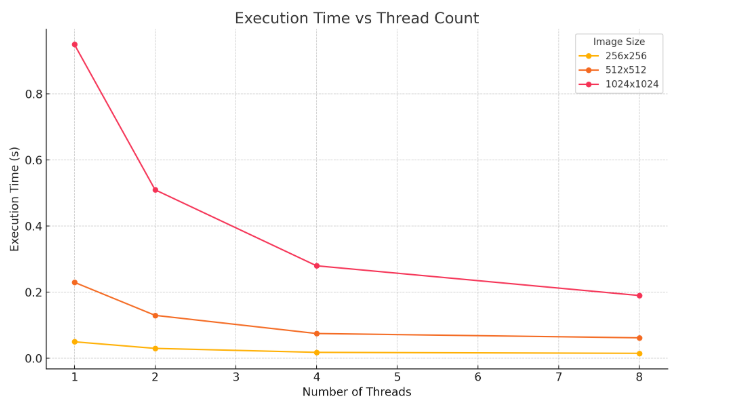 Execution Time vs Thread Count
Image Size
256x256
512x512
1024x1024
Execution Time (s)
0.8
0.6
0.4
0.2
0.0
1 2 3 4 5 6 7 8
Number of Threads